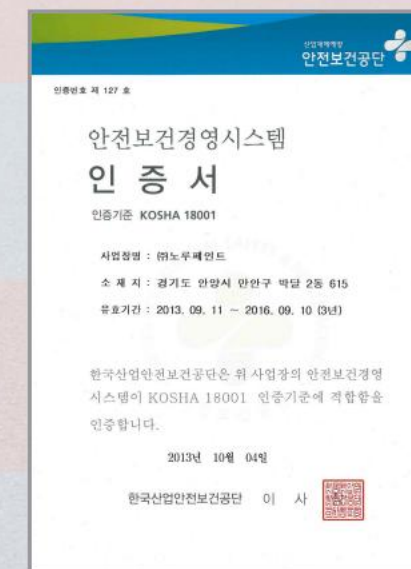 산업재해예방
안전보건공단
인증번호 제 127 호
안전보건경영시스템
인 증 서
인증기준 KOSHA 18001
사업장명 : ㈜노루페인트
소 재 지 : 경기도 안양시 만안구 박달 2동 615
유효기간 : 2013. 09. 11 ~ 2016. 09. 10 (3년)
한국산업안전보건공단은 위 사업장의 안전보건경영
시스템이 KOSHA 18001 인증기준에 적합함을
인증합니다.
2013년 10월 04일
한국산업안전보건공단 이 사